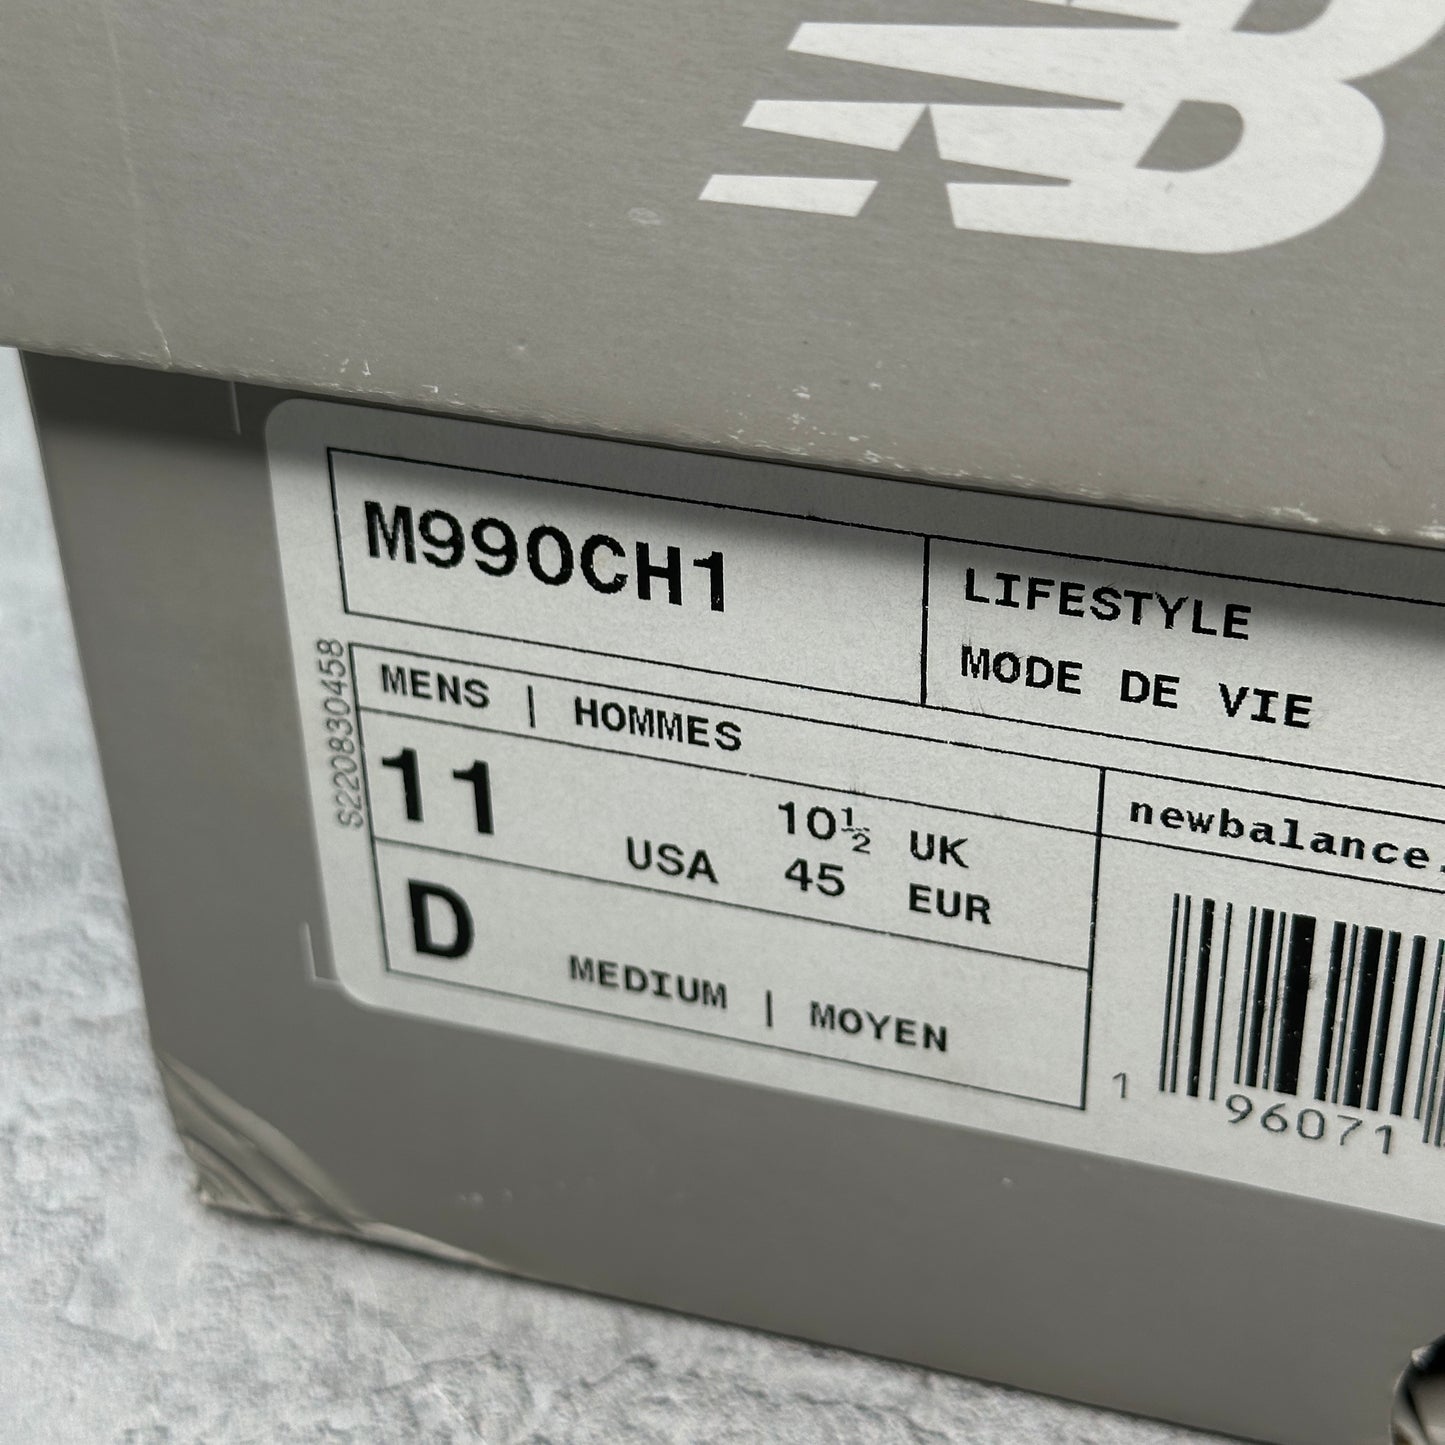 M990CH1
LIFESTYLE
MODE DE VIE
S220830458
MENS | HOMMES
11 USA
10½ UK
45 EUR
D MEDIUM | MOYEN
newbalance.
1 96071